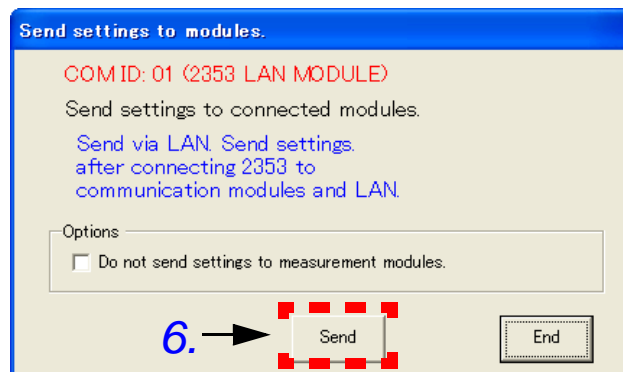 Send settings to modules.
COM ID: 01 (2353 LAN MODULE)
Send settings to connected modules.
Send via LAN. Send settings.
after connecting 2353 to
communication modules and LAN.
Options
Do not send settings to measurement modules.
6.
Send
End